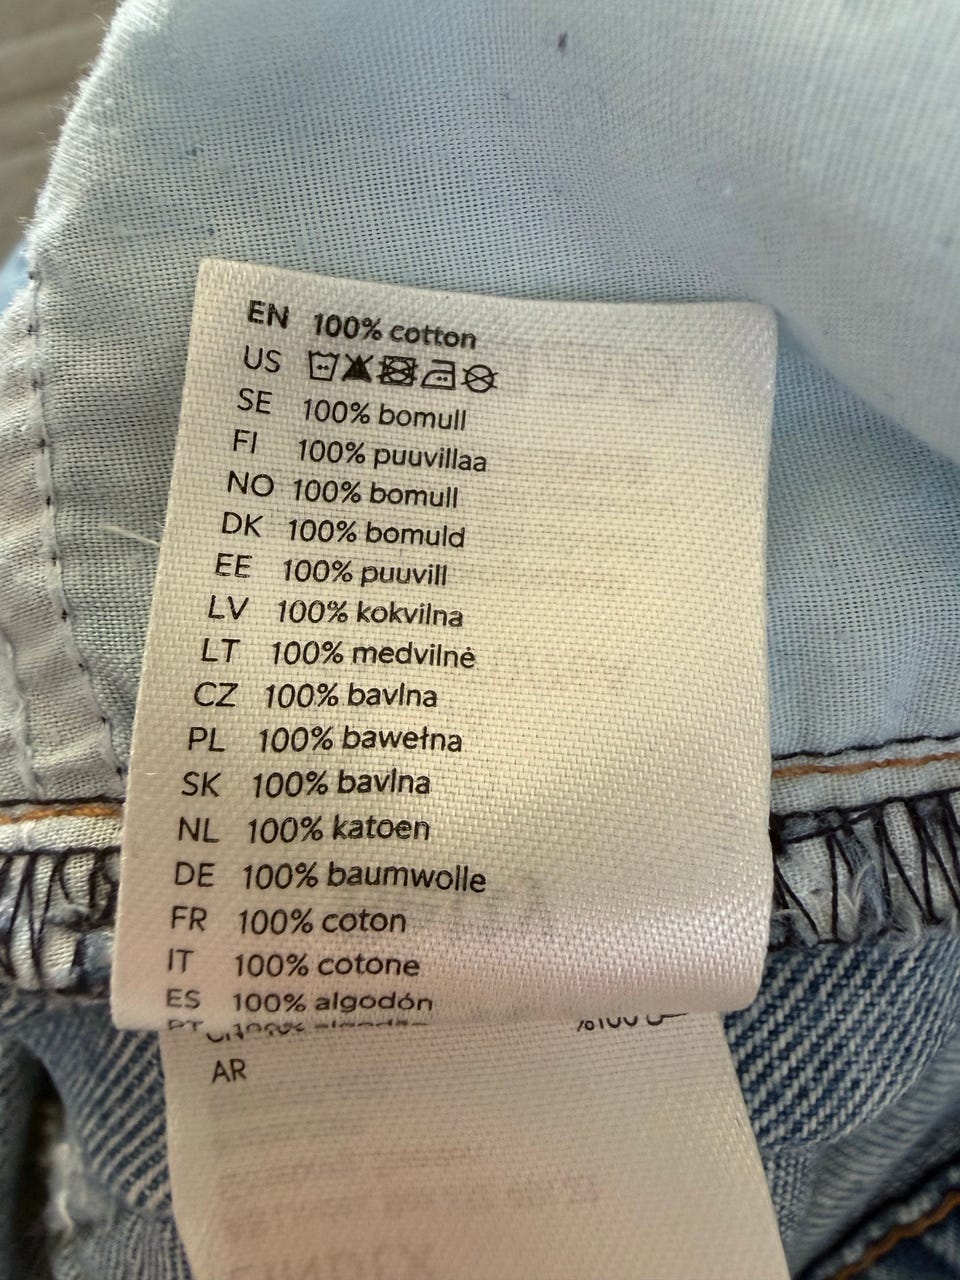 EN 100% cotton
US
SE 100% bomull
FI 100% puuvillaa
NO 100% bomull
DK 100% bomuld
EE 100% puuvill
LV 100% kokvilna
LT 100% medvilnė
CZ 100% bavlna
PL 100% bawełna
SK 100% bavlna
NL 100% katoen
DE 100% baumwolle
FR 100% coton
IT 100% cotone
ES 100% algodón
PT
AR